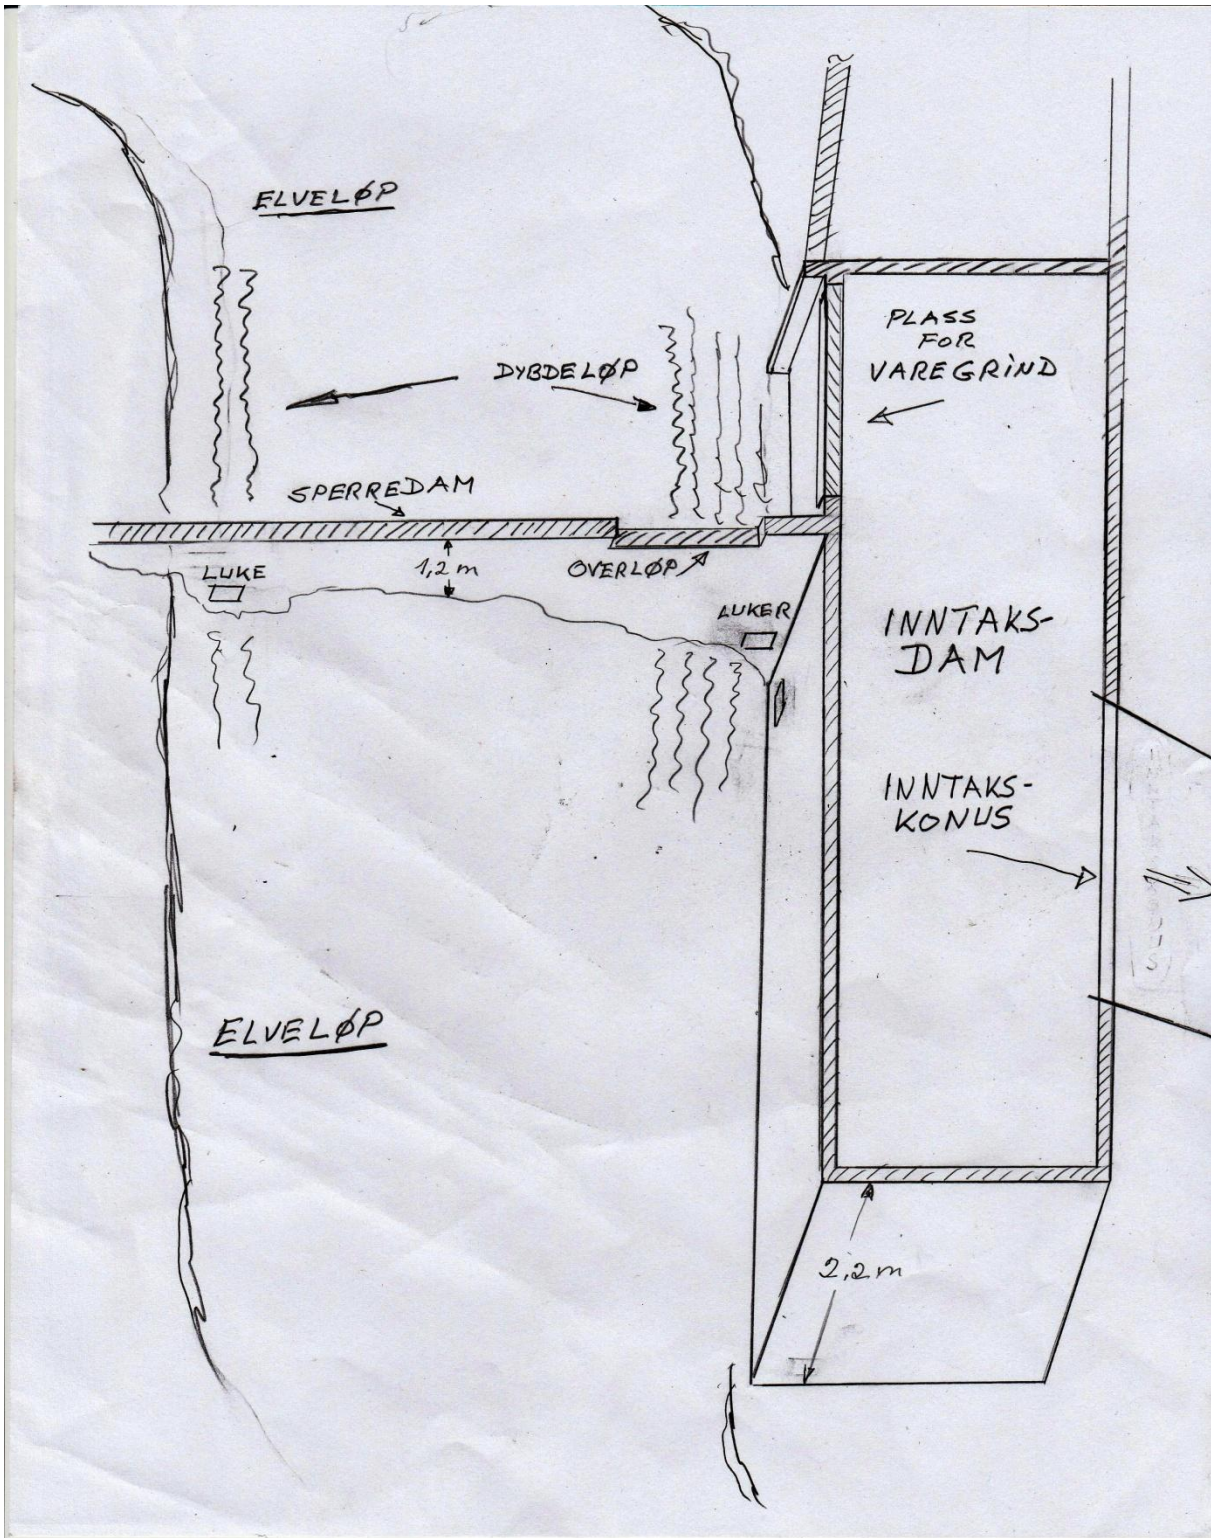 ELVELØP
PLASS
FOR
VAREGRIND
DYBDELØP
SPERREDAM
LUKE
1,2 m
OVERLØP
LUKER
INNTAKS-
DAM
INNTAKS-
KONUS
ELVELØP
2,2 m